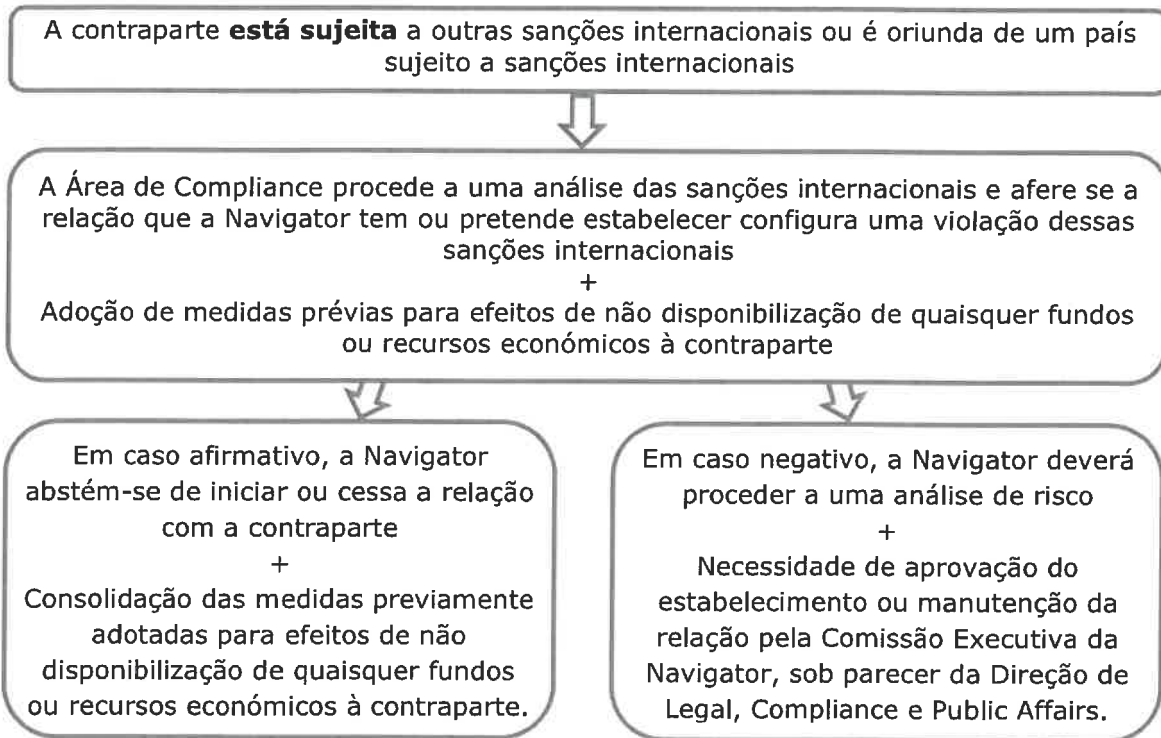 A contraparte está sujeita a outras sanções internacionais ou é oriunda de um país
sujeito a sanções internacionais
A Área de Compliance procede a uma análise das sanções internacionais e afere se a
relação que a Navigator tem ou pretende estabelecer configura uma violação dessas
sanções internacionais
+
Adoção de medidas prévias para efeitos de não disponibilização de quaisquer fundos
ou recursos económicos à contraparte
Em caso afirmativo, a Navigator
abstém-se de iniciar ou cessa a relação
com a contraparte
+
Consolidação das medidas previamente
adotadas para efeitos de não
disponibilização de quaisquer fundos
ou recursos económicos à contraparte.
Em caso negativo, a Navigator deverá
proceder a uma análise de risco
+
Necessidade de aprovação do
estabelecimento ou manutenção da
relação pela Comissão Executiva da
Navigator, sob parecer da Direção de
Legal, Compliance e Public Affairs.